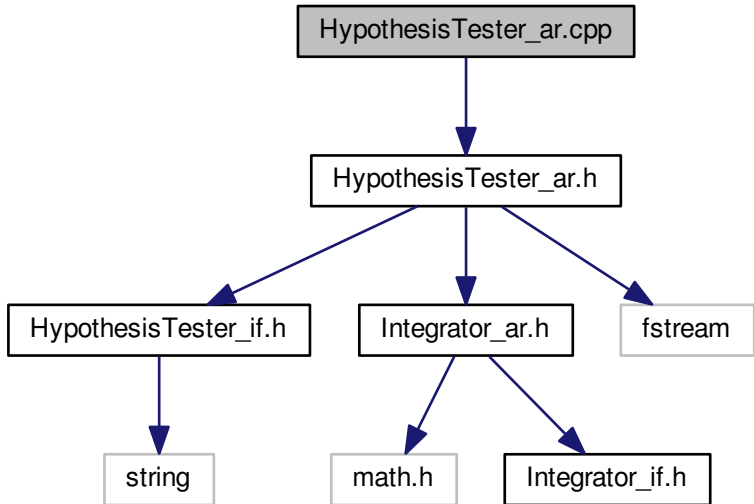 HypothesisTester_ar.cpp
HypothesisTester_ar.h
HypothesisTester_if.h
Integrator_ar.h
fstream
string
math.h
Integrator_if.h